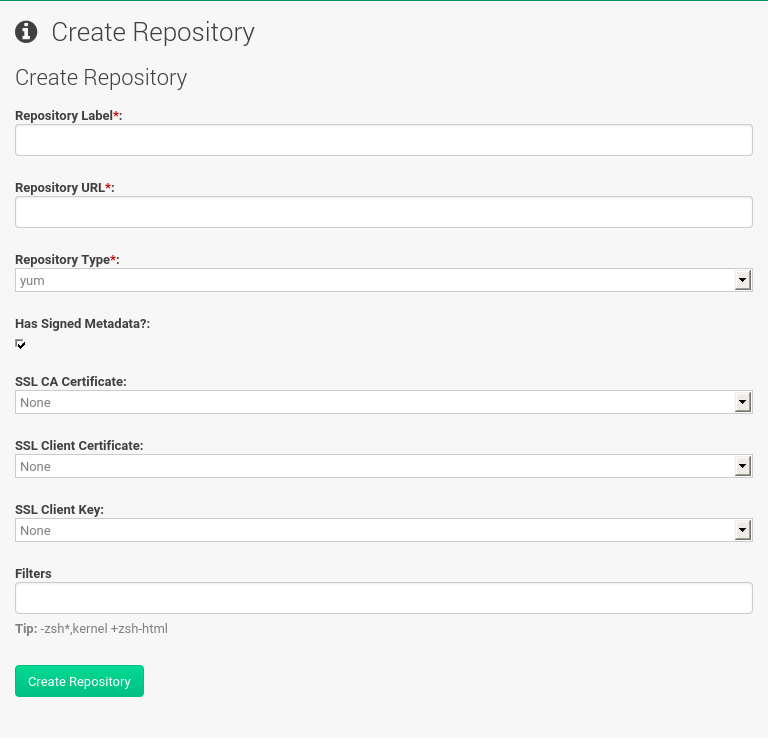 Create Repository
Create Repository
Repository Label*:
Repository URL*:
Repository Type*:
yum
Has Signed Metadata?:
SSL CA Certificate:
None
SSL Client Certificate:
None
SSL Client Key:
None
Filters
Tip: -zsh*,kernel +zsh-html
Create Repository